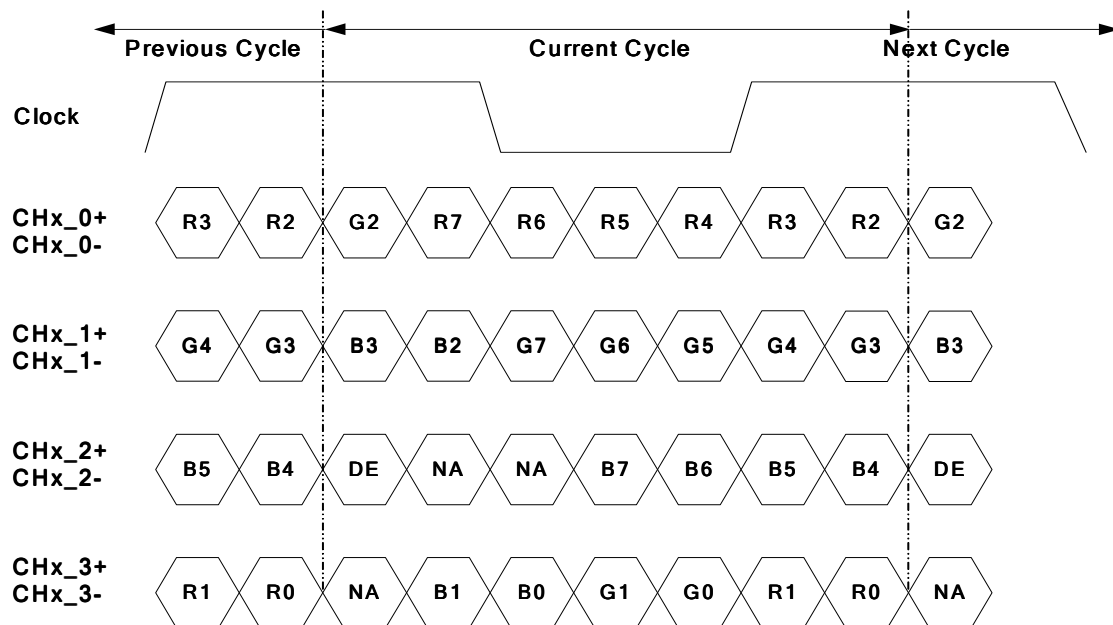 Previous Cycle Current Cycle Next Cycle
Clock
CHx_0+
CHx_0-
R3 R2 G2 R7 R6 R5 R4 R3 R2 G2
CHx_1+
CHx_1-
G4 G3 B3 B2 G7 G6 G5 G4 G3 B3
CHx_2+
CHx_2-
B5 B4 DE NA NA B7 B6 B5 B4 DE
CHx_3+
CHx_3-
R1 R0 NA B1 B0 G1 G0 R1 R0 NA